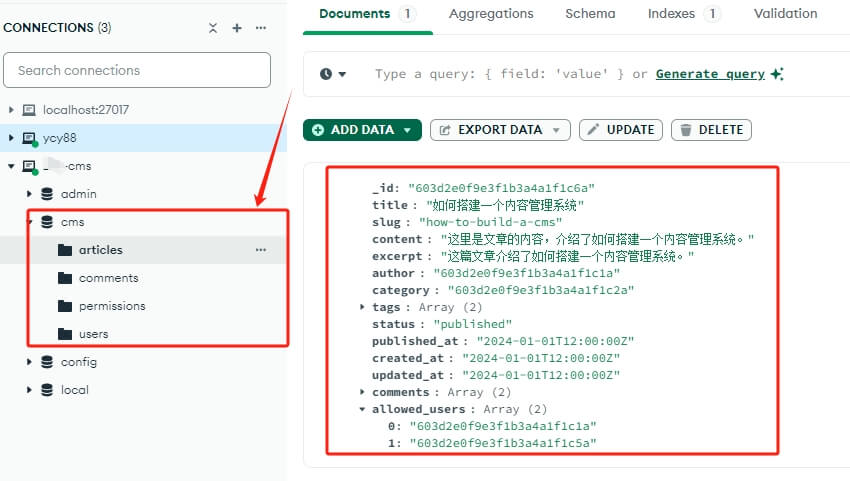 CONNECTIONS (3)
Search connections
localhost:27017
ycy88
-cms
admin
cms
articles
comments
permissions
users
config
local
Documents 1 Aggregations Schema Indexes 1 Validation
Type a query: { field: 'value' } or Generate query
ADD DATA EXPORT DATA UPDATE DELETE
_id: "603d2e0f9e3f1b3a4a1f1c6a"
title : "如何搭建一个内容管理系统"
slug : "how-to-build-a-cms"
content : "这里是文章的内容，介绍了如何搭建一个内容管理系统。"
excerpt : "这篇文章介绍了如何搭建一个内容管理系统。"
author : "603d2e0f9e3f1b3a4a1f1c1a"
category : "603d2e0f9e3f1b3a4a1f1c2a"
tags : Array (2)
status : "published"
published_at : "2024-01-01T12:00:00Z"
created_at : "2024-01-01T12:00:00Z"
updated_at : "2024-01-01T12:00:00Z"
comments : Array (2)
allowed_users : Array (2)
0: "603d2e0f9e3f1b3a4a1f1c1a"
1: "603d2e0f9e3f1b3a4a1f1c5a"